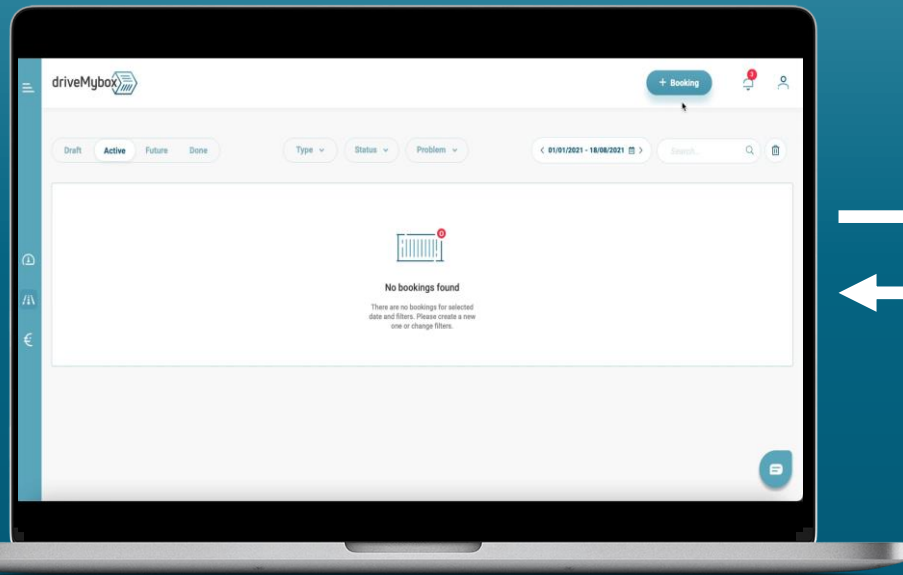 driveMybox
+ Booking
Draft Active Future Done
Type Status Problem
01/01/2021 - 18/08/2021
Search..
0
No bookings found
There are no bookings for selected
date and filters. Please create a new
one or change filters.
€